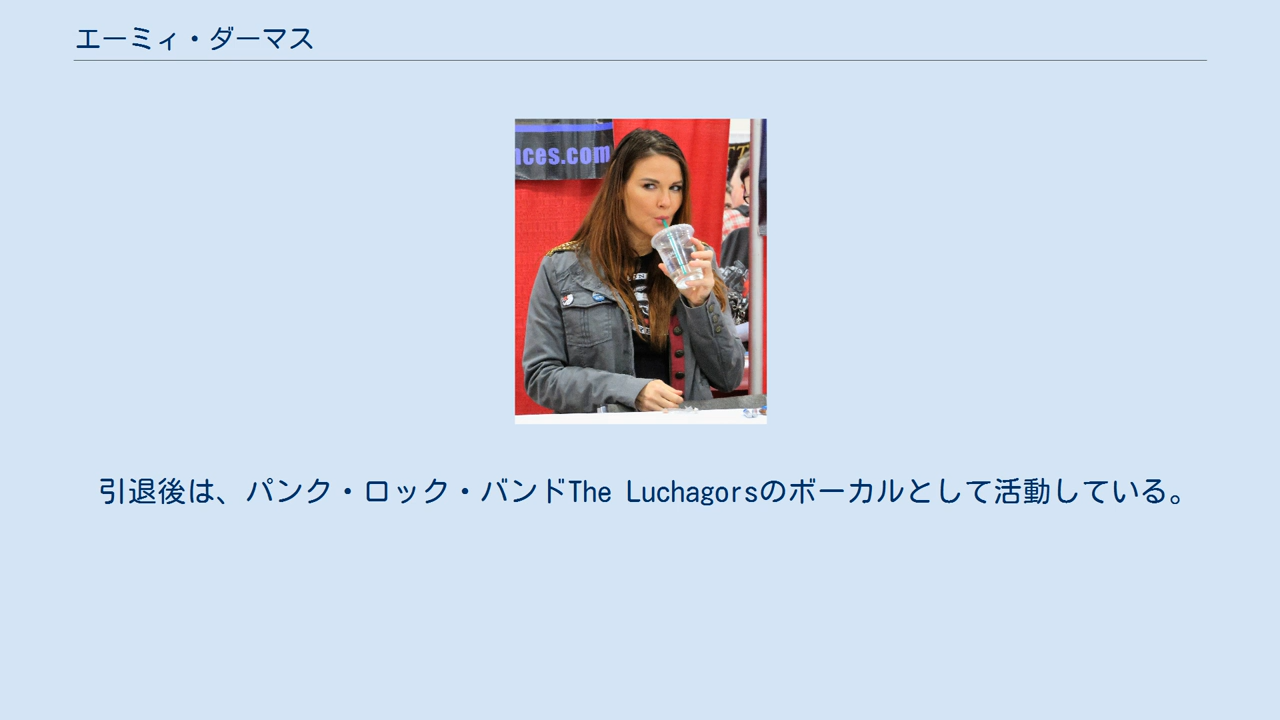 エーミィ・ダーマス
nces.com
引退後は、パンク・ロック・バンドThe Luchagorsのボーカルとして活動している。